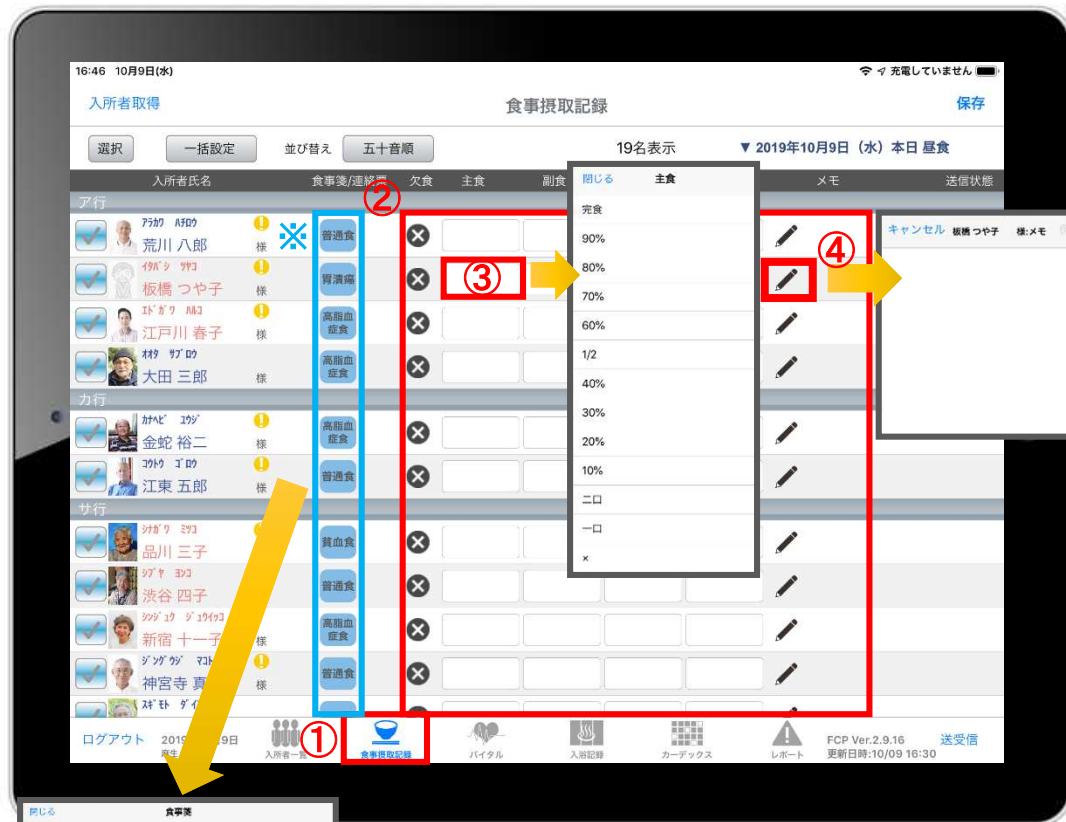 16:46 10月9日(水)
充電していません
入所者取得
食事摂取記録
保存
選択
一括設定
並び替え
五十音順
19名表示
▼ 2019年10月9日（水）本日 昼食
入所者氏名
食事箋/連絡票
欠食
主食
副食
メモ
送信状態
②
ア行
※
アラカワ ハチロウ
荒川 八郎 様
普通食
イタバシ ツヤコ
板橋 つや子 様
胃潰瘍
③
④
エドガワ ハルコ
江戸川 春子 様
高脂血
症食
オオタ サブロウ
大田 三郎 様
高脂血
症食
カ行
カナヘビ ユウジ
金蛇 裕二 様
高脂血
症食
コウトウ ゴロウ
江東 五郎 様
普通食
サ行
シナガワ ミツコ
品川 三子
貧血食
シブヤ ヨンコ
渋谷 四子
普通食
シンジュク ジュウイチコ
新宿 十一子 様
高脂血
症食
ジングウジ
神宮寺 真 様
普通食
スギモト
閉じる
主食
完食
90%
80%
70%
60%
1/2
40%
30%
20%
10%
二口
一口
×
キャンセル
板橋 つや子 様:メモ
①
ログアウト
入所者一覧
食事摂取記録
バイタル
入浴記録
カーデックス
レポート
FCP Ver.2.9.16
更新日時:10/09 16:30
送受信
閉じる
食事箋